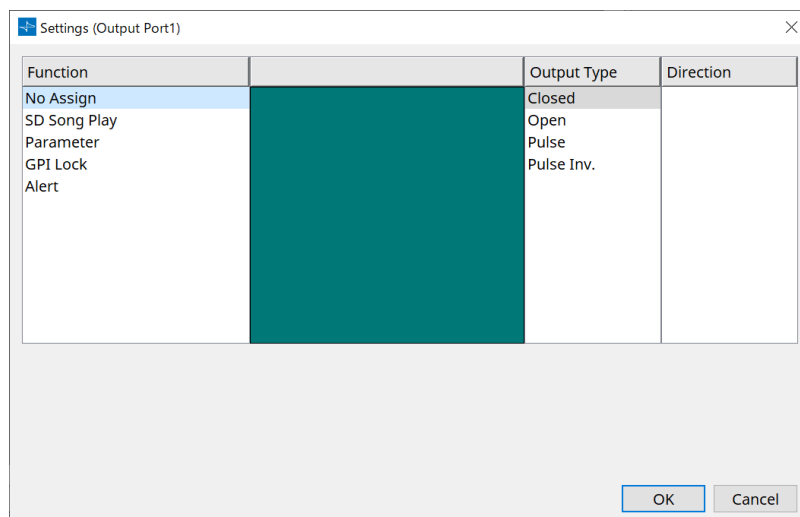 Settings (Output Port1)
Function
Output Type
Direction
No Assign
SD Song Play
Parameter
GPI Lock
Alert
Closed
Open
Pulse
Pulse Inv.
OK
Cancel